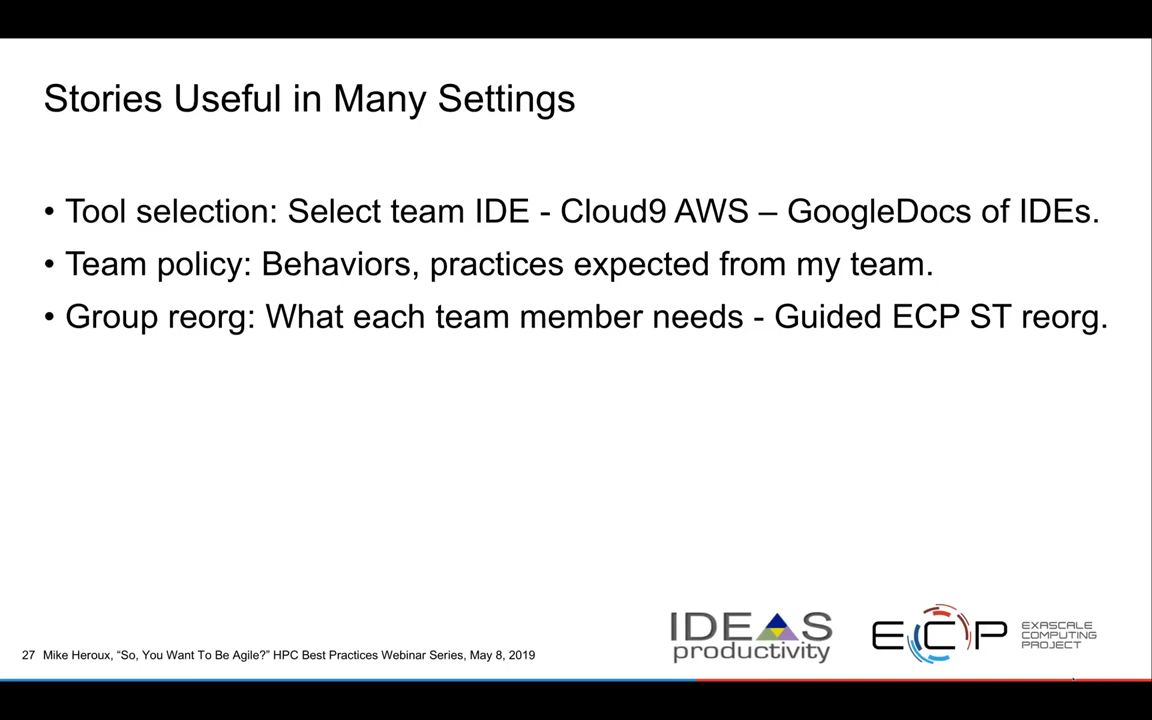 Stories Useful in Many Settings
• Tool selection: Select team IDE - Cloud9 AWS – GoogleDocs of IDEs.
• Team policy: Behaviors, practices expected from my team.
• Group reorg: What each team member needs - Guided ECP ST reorg.
IDEAS
productivity
ECP
EXASCALE
COMPUTING
PROJECT
27 Mike Heroux, “So, You Want To Be Agile?” HPC Best Practices Webinar Series, May 8, 2019